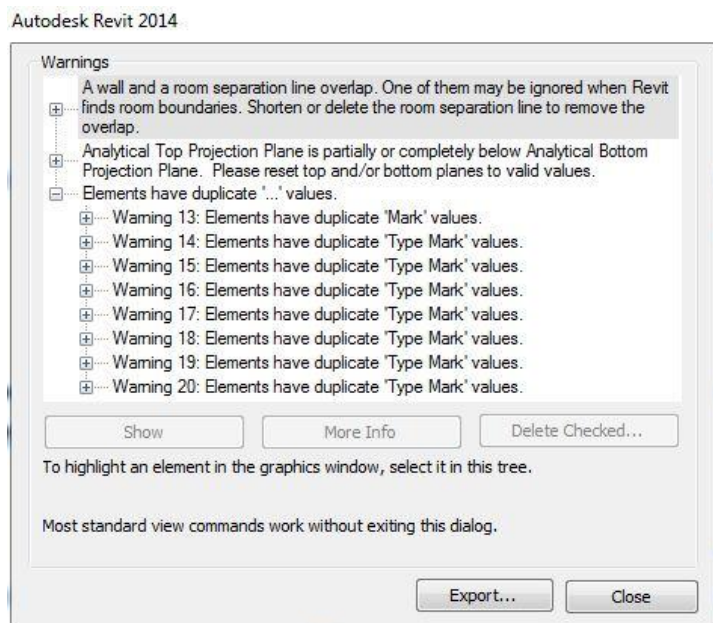 Autodesk Revit 2014
Warnings
A wall and a room separation line overlap. One of them may be ignored when Revit
finds room boundaries. Shorten or delete the room separation line to remove the
overlap.
Analytical Top Projection Plane is partially or completely below Analytical Bottom
Projection Plane.  Please reset top and/or bottom planes to valid values.
Elements have duplicate '...' values.
Warning 13: Elements have duplicate 'Mark' values.
Warning 14: Elements have duplicate 'Type Mark' values.
Warning 15: Elements have duplicate 'Type Mark' values.
Warning 16: Elements have duplicate 'Type Mark' values.
Warning 17: Elements have duplicate 'Type Mark' values.
Warning 18: Elements have duplicate 'Type Mark' values.
Warning 19: Elements have duplicate 'Type Mark' values.
Warning 20: Elements have duplicate 'Type Mark' values.
Show More Info Delete Checked...
To highlight an element in the graphics window, select it in this tree.
Most standard view commands work without exiting this dialog.
Export... Close